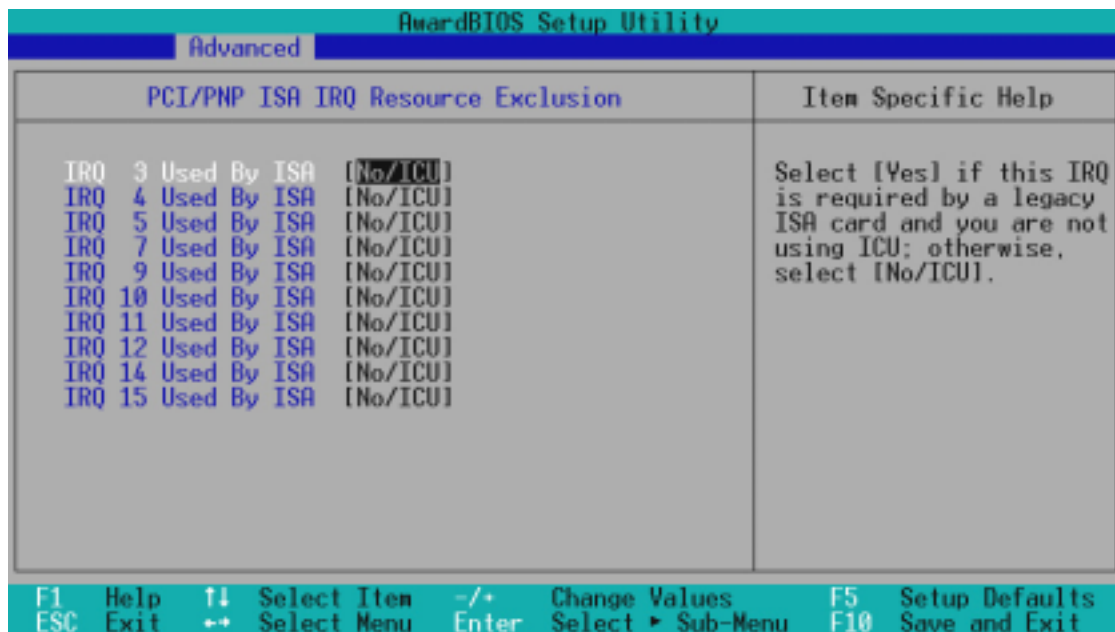 AwardBIOS Setup Utility
Advanced
PCI/PNP ISA IRQ Resource Exclusion
Item Specific Help
IRQ 3 Used By ISA [No/ICU]
IRQ 4 Used By ISA [No/ICU]
IRQ 5 Used By ISA [No/ICU]
IRQ 7 Used By ISA [No/ICU]
IRQ 9 Used By ISA [No/ICU]
IRQ 10 Used By ISA [No/ICU]
IRQ 11 Used By ISA [No/ICU]
IRQ 12 Used By ISA [No/ICU]
IRQ 14 Used By ISA [No/ICU]
IRQ 15 Used By ISA [No/ICU]
Select [Yes] if this IRQ
is required by a legacy
ISA card and you are not
using ICU; otherwise,
select [No/ICU].
F1 Help ↑↓ Select Item -/+ Change Values F5 Setup Defaults
ESC Exit ←→ Select Menu Enter Select ► Sub-Menu F10 Save and Exit